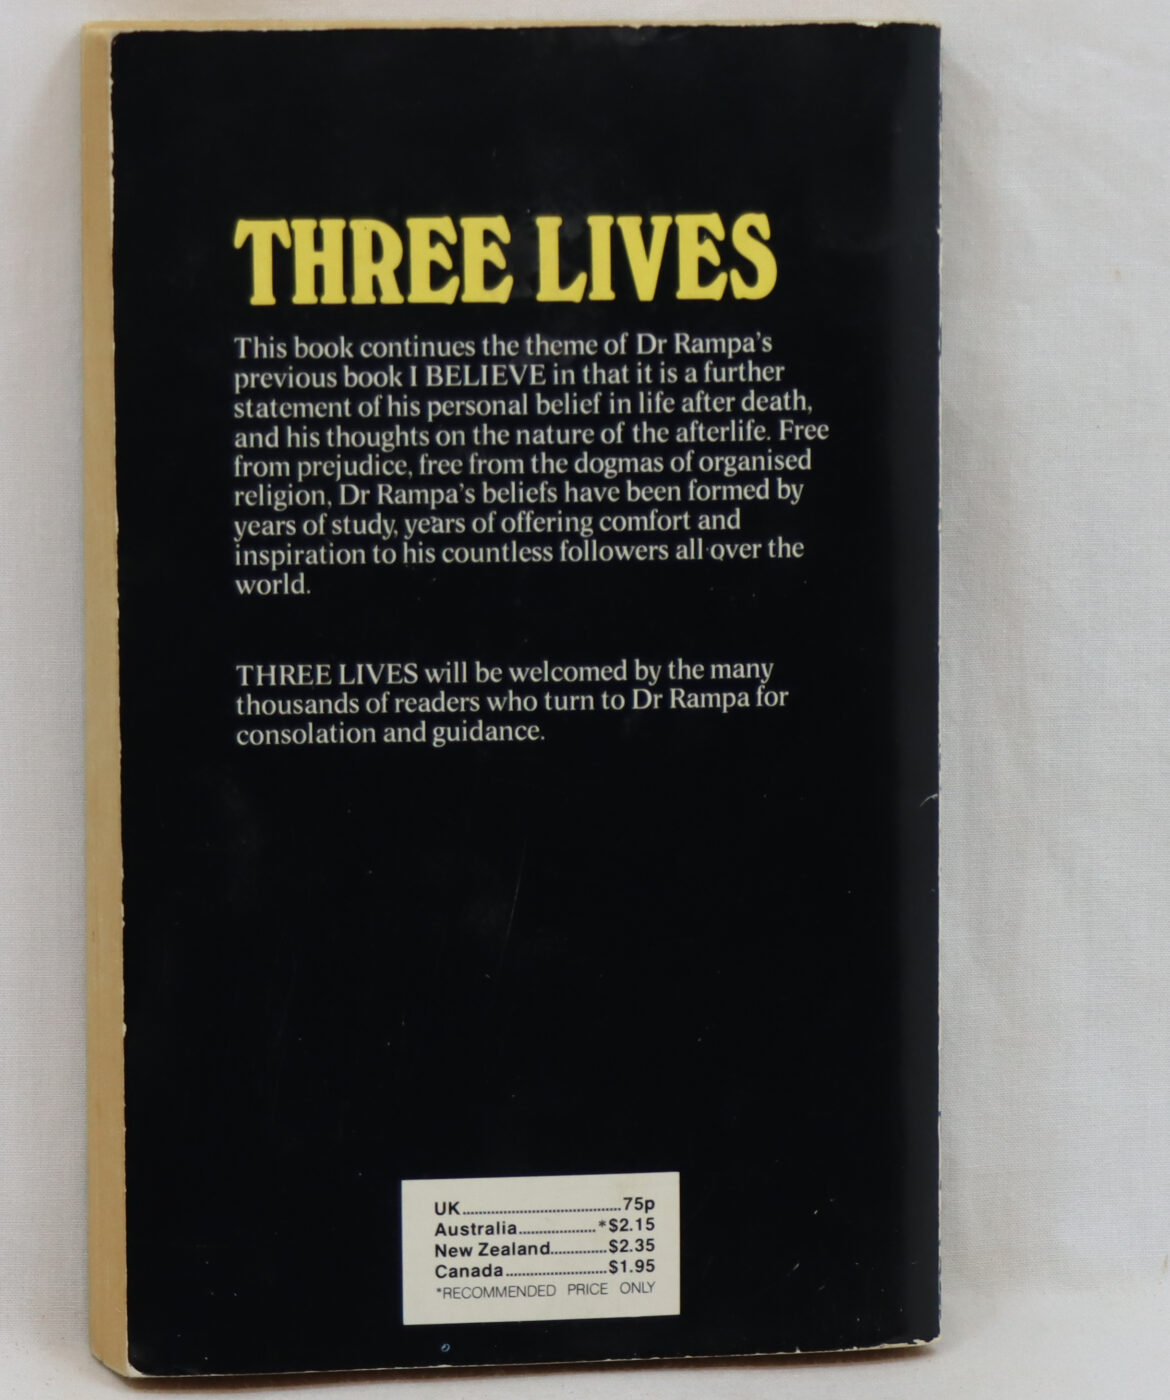 THREE LIVES
This book continues the theme of Dr Rampa's
previous book I BELIEVE in that it is a further
statement of his personal belief in life after death,
and his thoughts on the nature of the afterlife. Free
from prejudice, free from the dogmas of organised
religion, Dr Rampa's beliefs have been formed by
years of study, years of offering comfort and
inspiration to his countless followers all over the
world.
THREE LIVES will be welcomed by the many
thousands of readers who turn to Dr Rampa for
consolation and guidance.
UK......................................75p
Australia...................*$2.15
New Zealand.............$2.35
Canada.........................$1.95
*RECOMMENDED PRICE ONLY